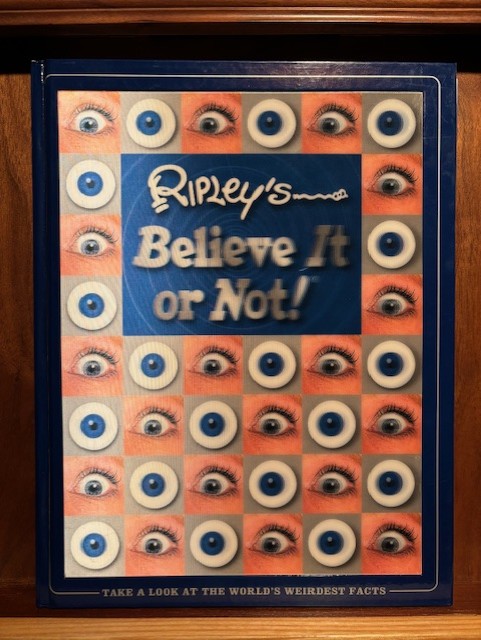 RIPLEY'S
Believe It
or Not!
TAKE A LOOK AT THE WORLD'S WEIRDEST FACTS